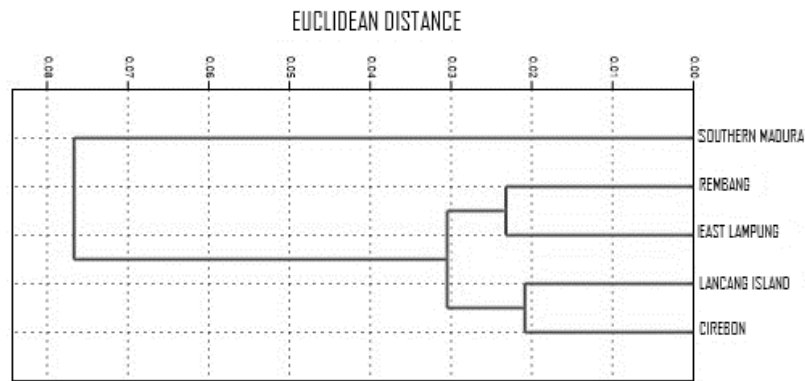 EUCLIDEAN DISTANCE
0.08 0.07 0.06 0.05 0.04 0.03 0.02 0.01 0.00
SOUTHERN MADURA
REMBANG
EAST LAMPUNG
LANCANG ISLAND
CIREBON